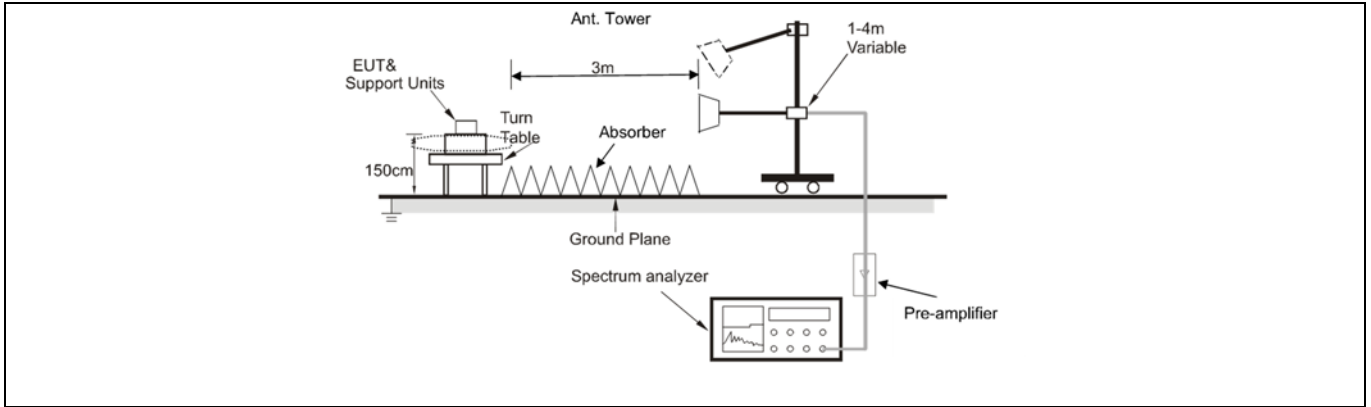 Ant. Tower
1-4m
Variable
3m
EUT&
Support Units
Turn
Table
Absorber
150cm
Ground Plane
Spectrum analyzer
Pre-amplifier